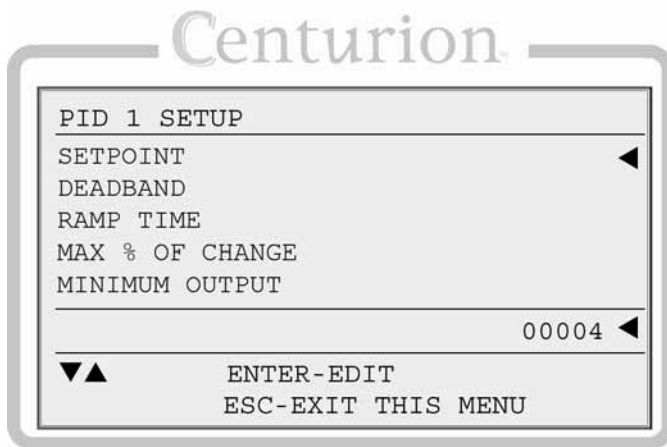 Centurion™
PID 1 SETUP
SETPOINT ◀
DEADBAND
RAMP TIME
MAX % OF CHANGE
MINIMUM OUTPUT
00004 ◀
▼▲ ENTER-EDIT
ESC-EXIT THIS MENU